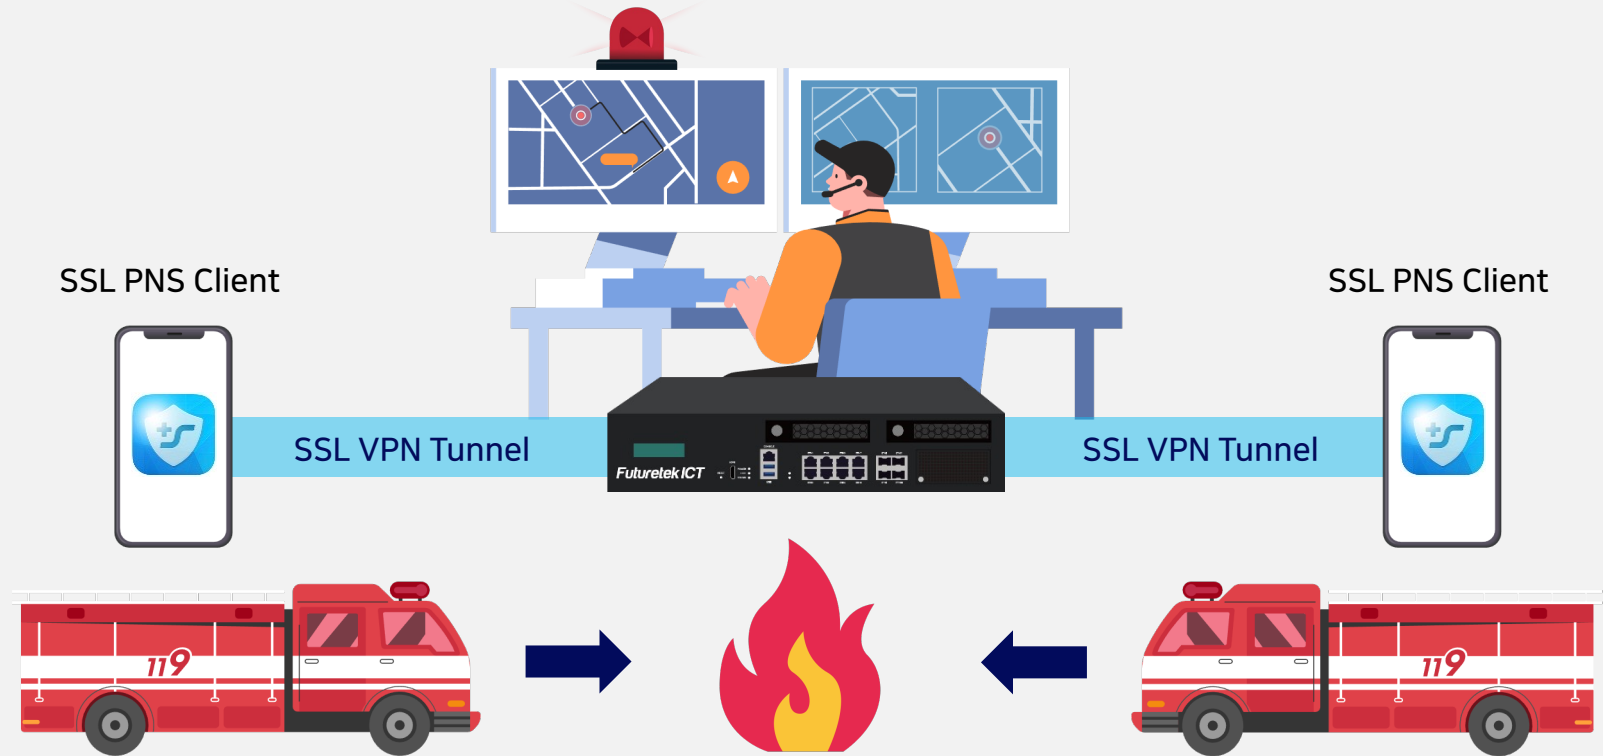 SSL PNS Client
SSL PNS Client
SSL VPN Tunnel
SSL VPN Tunnel
Futuretek ICT
119
119